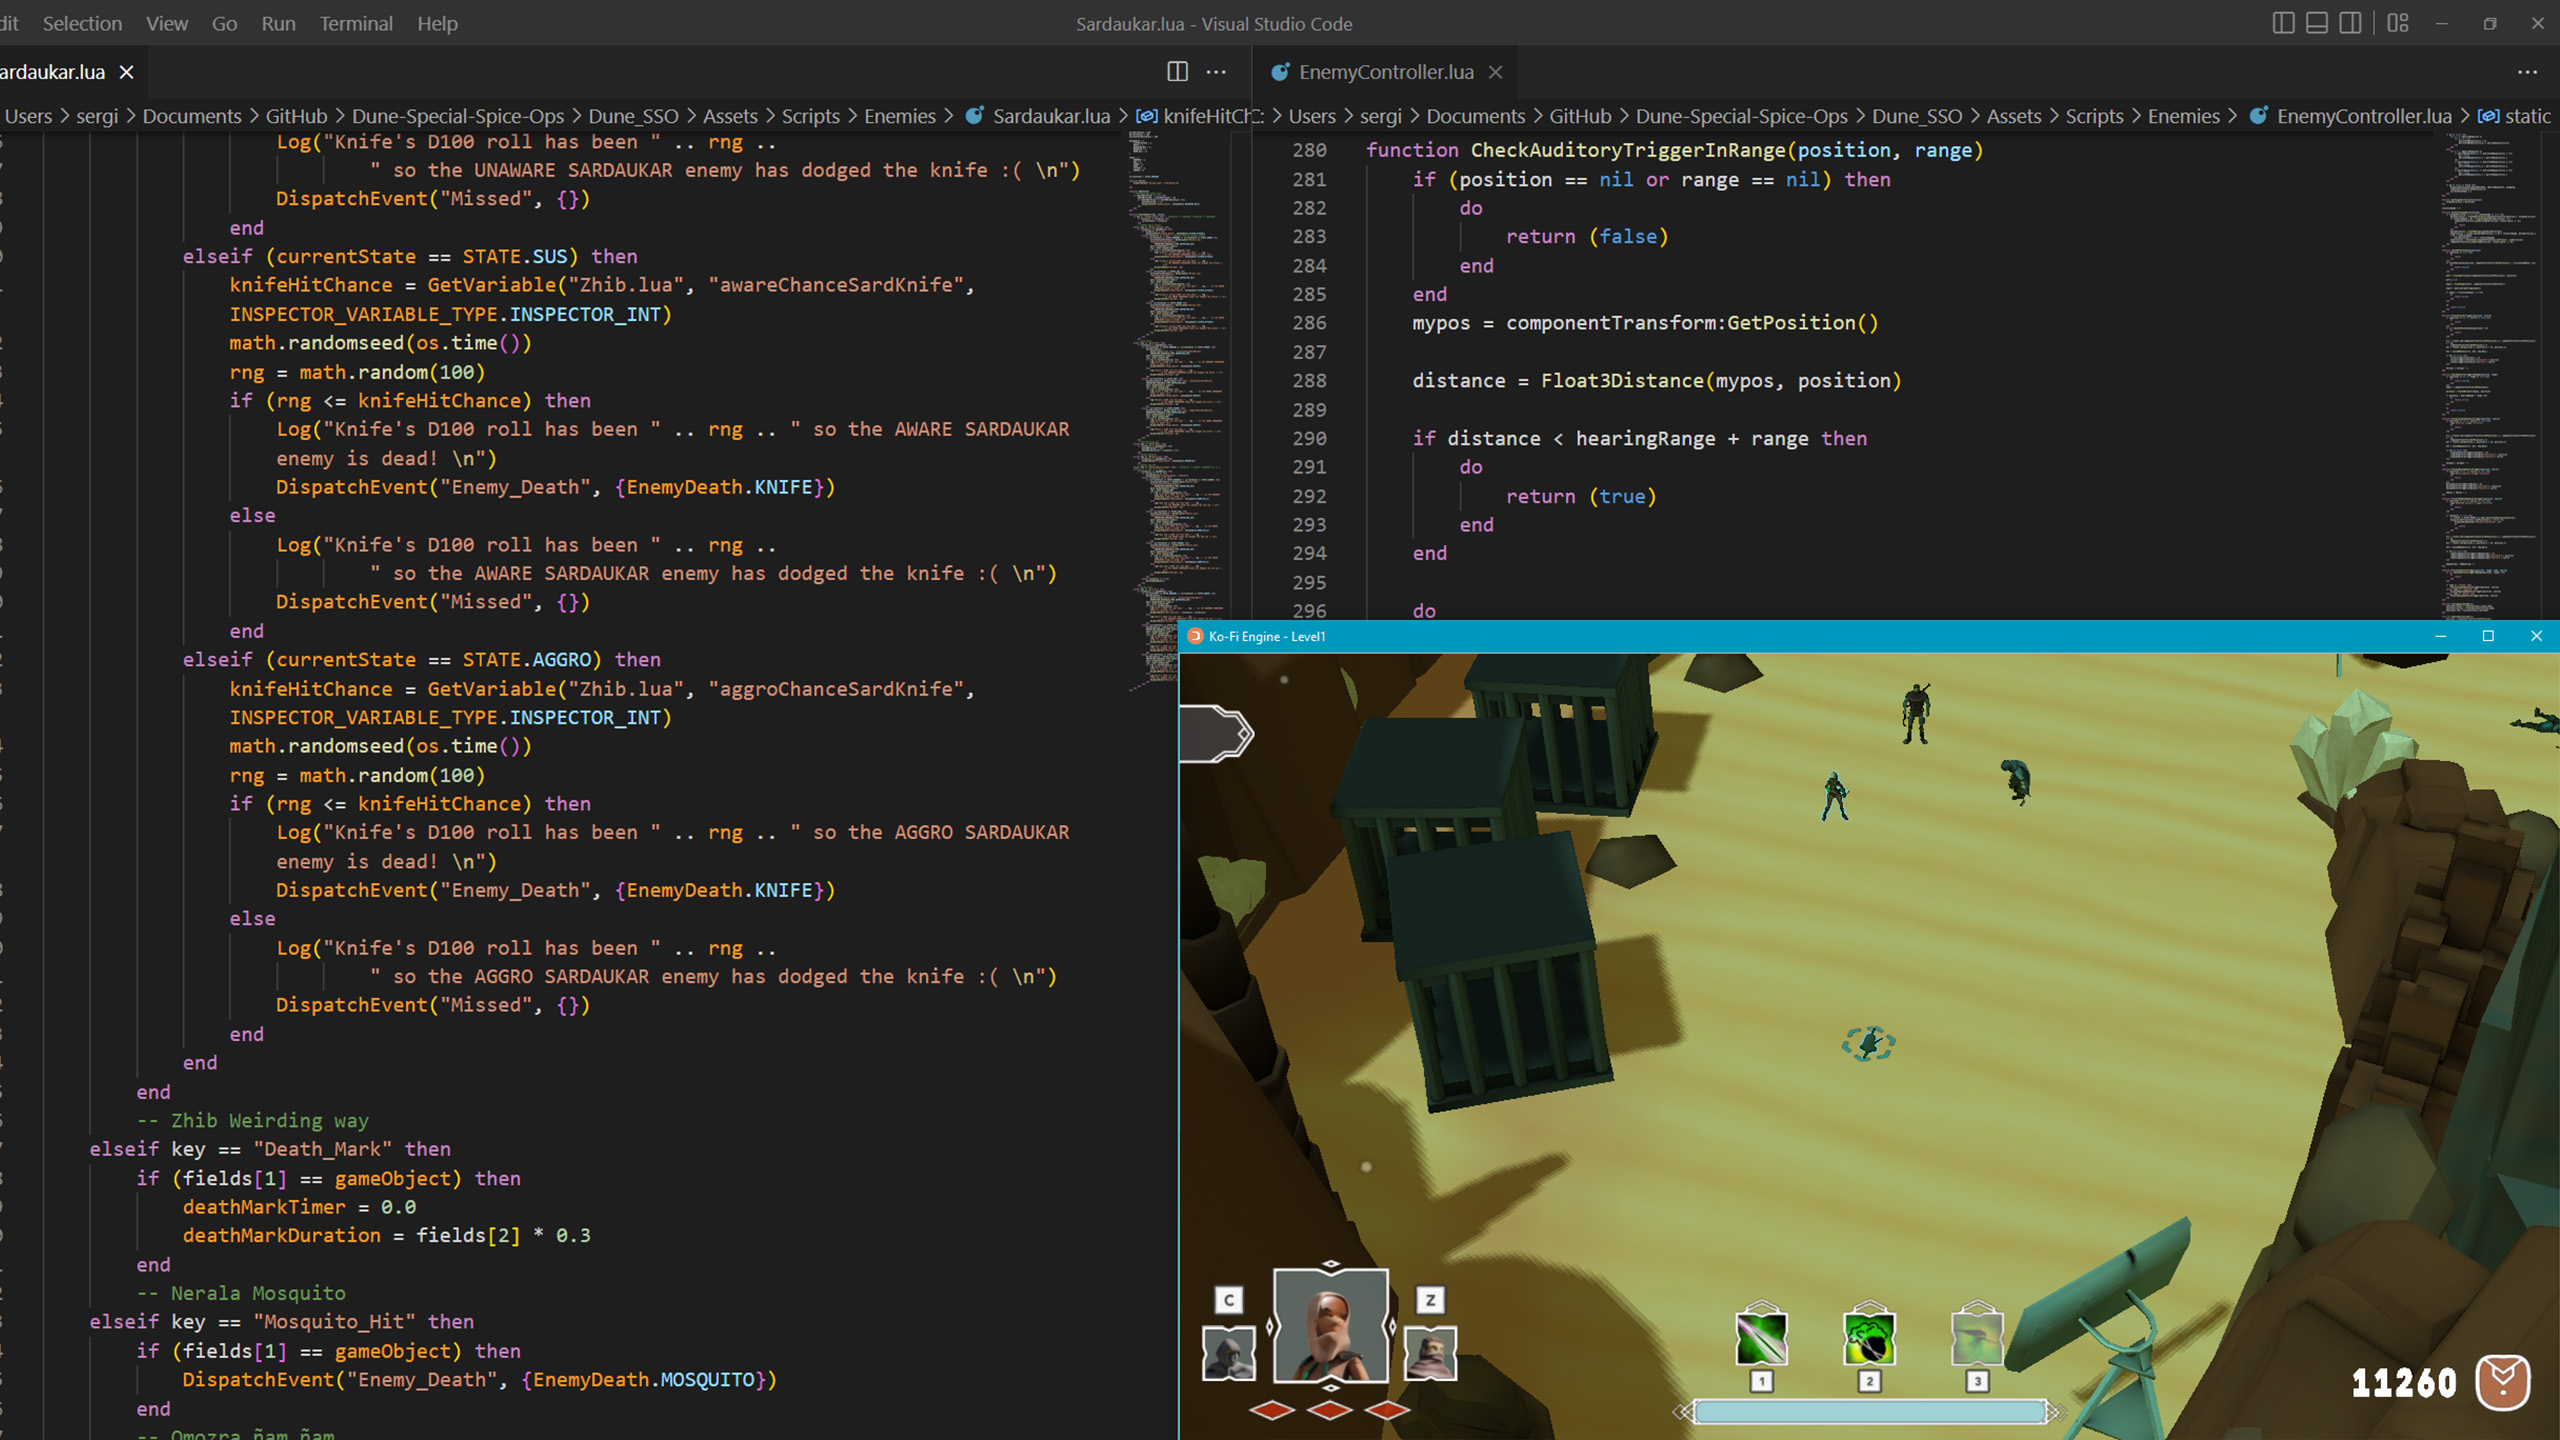 dit Selection View Go Run Terminal Help
Sardaukar.lua - Visual Studio Code
ardaukar.lua
Users > sergi > Documents > GitHub > Dune-Special-Spice-Ops > Dune_SSO > Assets > Scripts > Enemies > Sardaukar.lua > knifeHitCh
Log("Knife's D100 roll has been " .. rng ..
" so the UNAWARE SARDAUKAR enemy has dodged the knife :( \n")
DispatchEvent("Missed", {})
end
elseif (currentState == STATE.SUS) then
knifeHitChance = GetVariable("Zhib.lua", "awareChanceSardKnife",
INSPECTOR_VARIABLE_TYPE.INSPECTOR_INT)
math.randomseed(os.time())
rng = math.random(100)
if (rng <= knifeHitChance) then
Log("Knife's D100 roll has been " .. rng .. " so the AWARE SARDAUKAR
enemy is dead! \n")
DispatchEvent("Enemy_Death", {EnemyDeath.KNIFE})
else
Log("Knife's D100 roll has been " .. rng ..
" so the AWARE SARDAUKAR enemy has dodged the knife :( \n")
DispatchEvent("Missed", {})
end
elseif (currentState == STATE.AGGRO) then
knifeHitChance = GetVariable("Zhib.lua", "aggroChanceSardKnife",
INSPECTOR_VARIABLE_TYPE.INSPECTOR_INT)
math.randomseed(os.time())
rng = math.random(100)
if (rng <= knifeHitChance) then
Log("Knife's D100 roll has been " .. rng .. " so the AGGRO SARDAUKAR
enemy is dead! \n")
DispatchEvent("Enemy_Death", {EnemyDeath.KNIFE})
else
Log("Knife's D100 roll has been " .. rng ..
" so the AGGRO SARDAUKAR enemy has dodged the knife :( \n")
DispatchEvent("Missed", {})
end
end
end
-- Zhib Weirding way
elseif key == "Death_Mark" then
if (fields[1] == gameObject) then
deathMarkTimer = 0.0
deathMarkDuration = fields[2] * 0.3
end
-- Nerala Mosquito
elseif key == "Mosquito_Hit" then
if (fields[1] == gameObject) then
DispatchEvent("Enemy_Death", {EnemyDeath.MOSQUITO})
end
-- Omozra ñam ñam
EnemyController.lua
C: > Users > sergi > Documents > GitHub > Dune-Special-Spice-Ops > Dune_SSO > Assets > Scripts > Enemies > EnemyController.lua > static
280 function CheckAuditoryTriggerInRange(position, range)
281 if (position == nil or range == nil) then
282 do
283 return (false)
284 end
285 end
286 mypos = componentTransform:GetPosition()
287
288 distance = Float3Distance(mypos, position)
289
290 if distance < hearingRange + range then
291 do
292 return (true)
293 end
294 end
295
296 do
Ko-Fi Engine - Level1
C
Z
1
2
3
11260